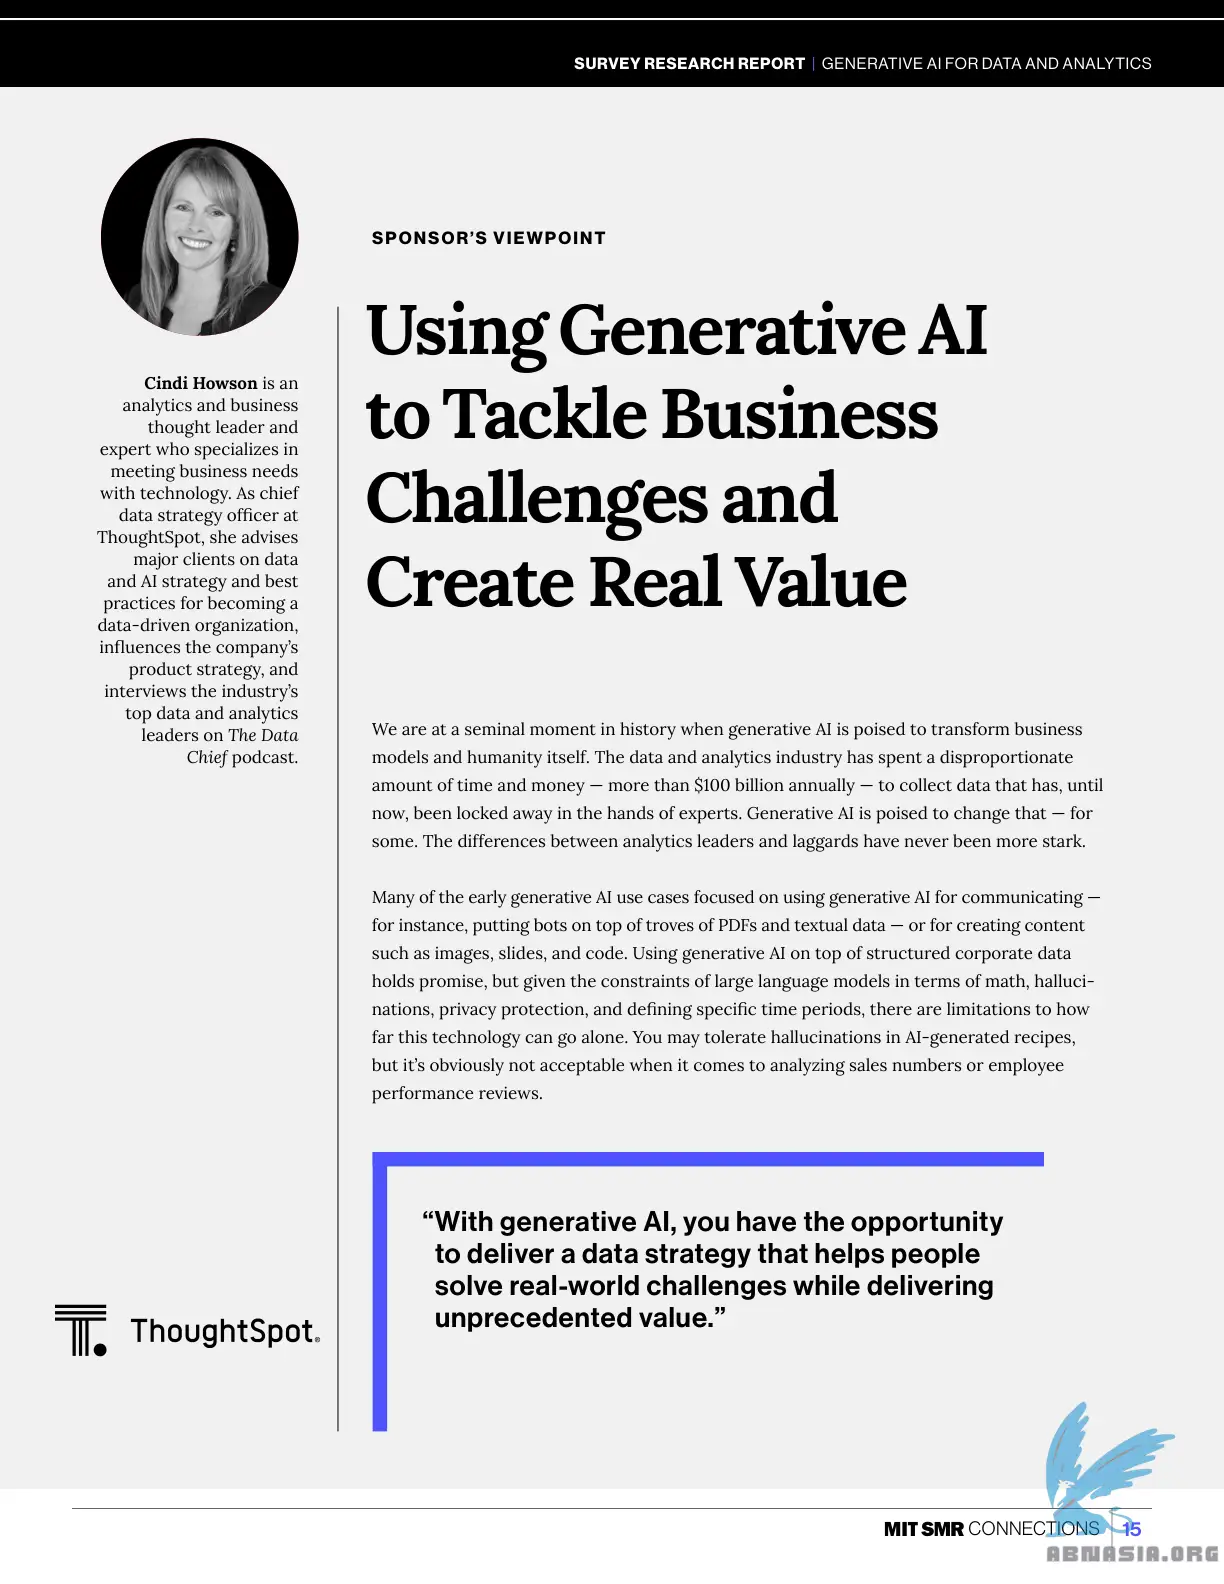 SURVEY RESEARCH REPORT | GENERATIVE AI FOR DATA AND ANALYTICS
Cindi Howson is an
analytics and business
thought leader and
expert who specializes in
meeting business needs
with technology. As chief
data strategy officer at
ThoughtSpot, she advises
major clients on data
and AI strategy and best
practices for becoming a
data-driven organization,
influences the company’s
product strategy, and
interviews the industry’s
top data and analytics
leaders on The Data
Chief podcast.
ThoughtSpot®
SPONSOR’S VIEWPOINT
Using Generative AI
to Tackle Business
Challenges and
Create Real Value
We are at a seminal moment in history when generative AI is poised to transform business
models and humanity itself. The data and analytics industry has spent a disproportionate
amount of time and money — more than $100 billion annually — to collect data that has, until
now, been locked away in the hands of experts. Generative AI is poised to change that — for
some. The differences between analytics leaders and laggards have never been more stark.
Many of the early generative AI use cases focused on using generative AI for communicating —
for instance, putting bots on top of troves of PDFs and textual data — or for creating content
such as images, slides, and code. Using generative AI on top of structured corporate data
holds promise, but given the constraints of large language models in terms of math, halluci-
nations, privacy protection, and defining specific time periods, there are limitations to how
far this technology can go alone. You may tolerate hallucinations in AI-generated recipes,
but it’s obviously not acceptable when it comes to analyzing sales numbers or employee
performance reviews.
“With generative AI, you have the opportunity
to deliver a data strategy that helps people
solve real-world challenges while delivering
unprecedented value.”
MIT SMR CONNECTIONS | 15
ABNASIA.ORG